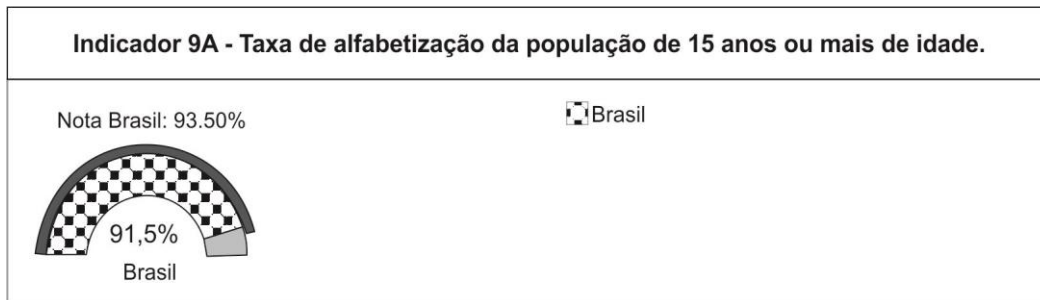 Indicador 9A - Taxa de alfabetização da população de 15 anos ou mais de idade.
Nota Brasil: 93.50%
Brasil
91,5%
Brasil